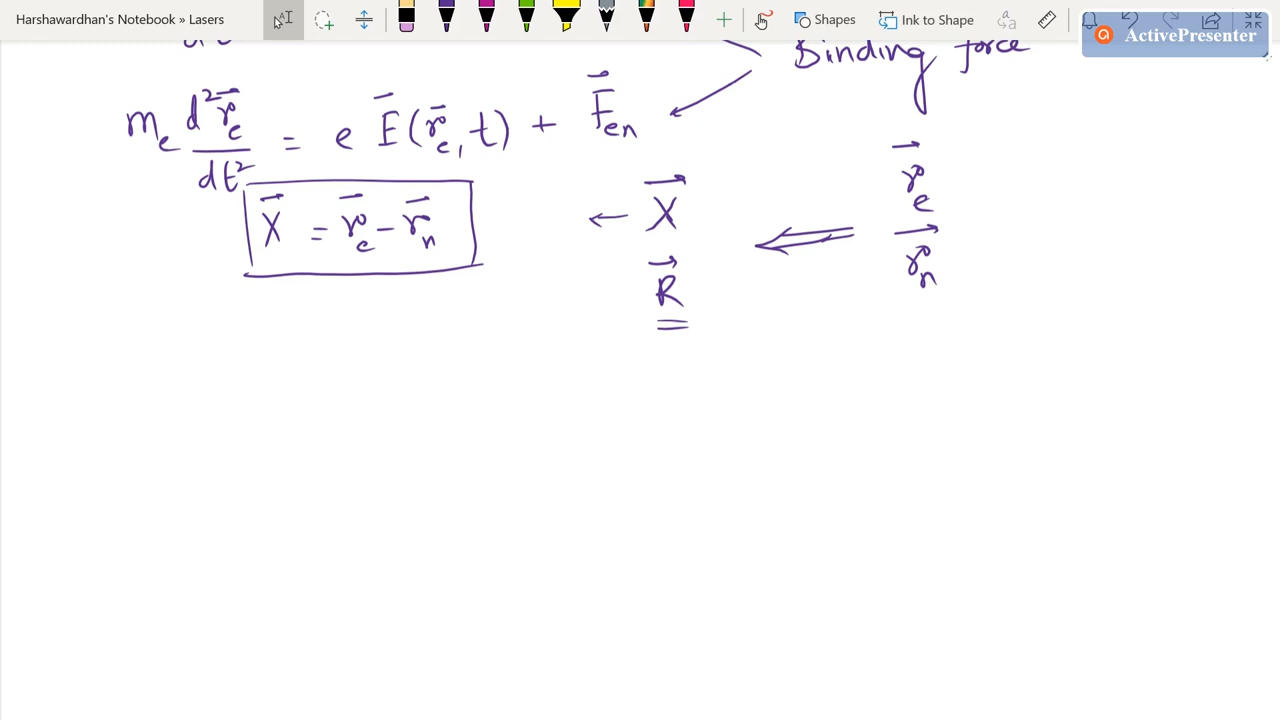 Harshawardhan's Notebook » Lasers
Shapes
Ink to Shape
ActivePresenter
Binding force
m_e d²r⃗_e/dt² = e E⃗(r⃗_e, t) + F⃗_en
X⃗ = r⃗_e - r⃗_n
← X⃗
R⃗
⇐ r⃗_e
r⃗_n